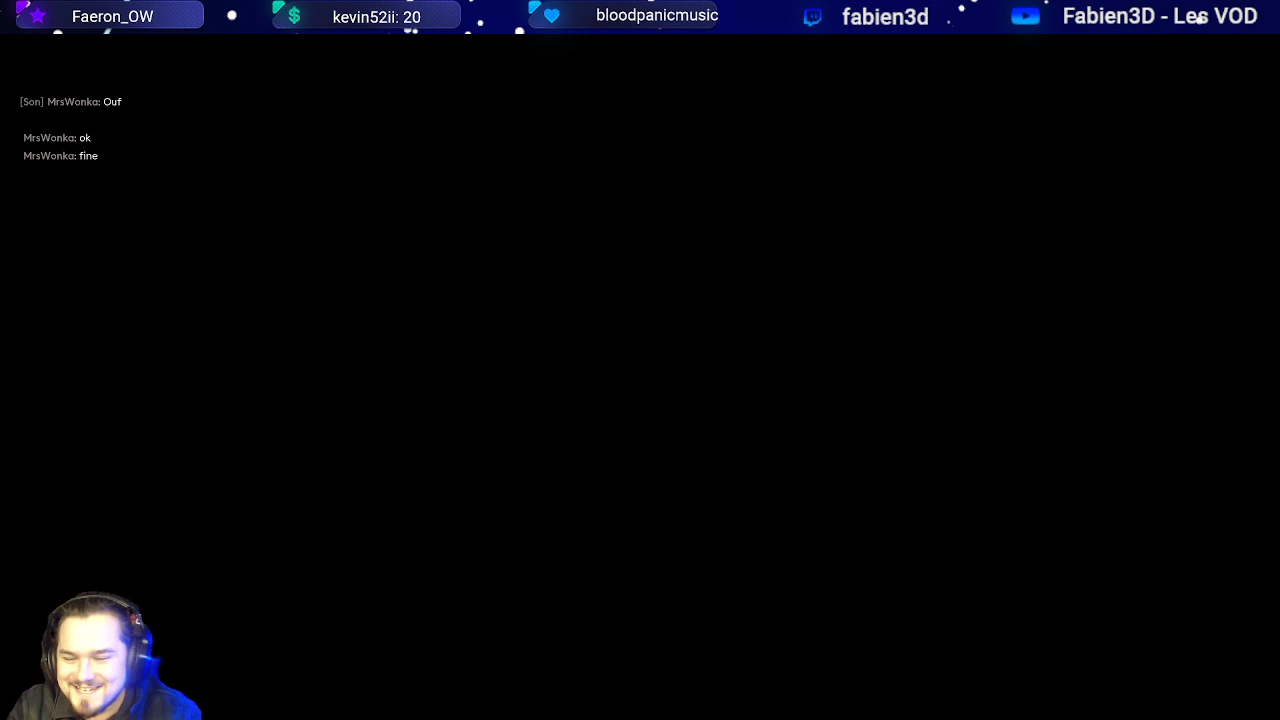 Faeron_OW
kevin52ii: 20
bloodpanicmusic
fabien3d
Fabien3D - Les VOD
[Son] MrsWonka: Ouf
MrsWonka: ok
MrsWonka: fine